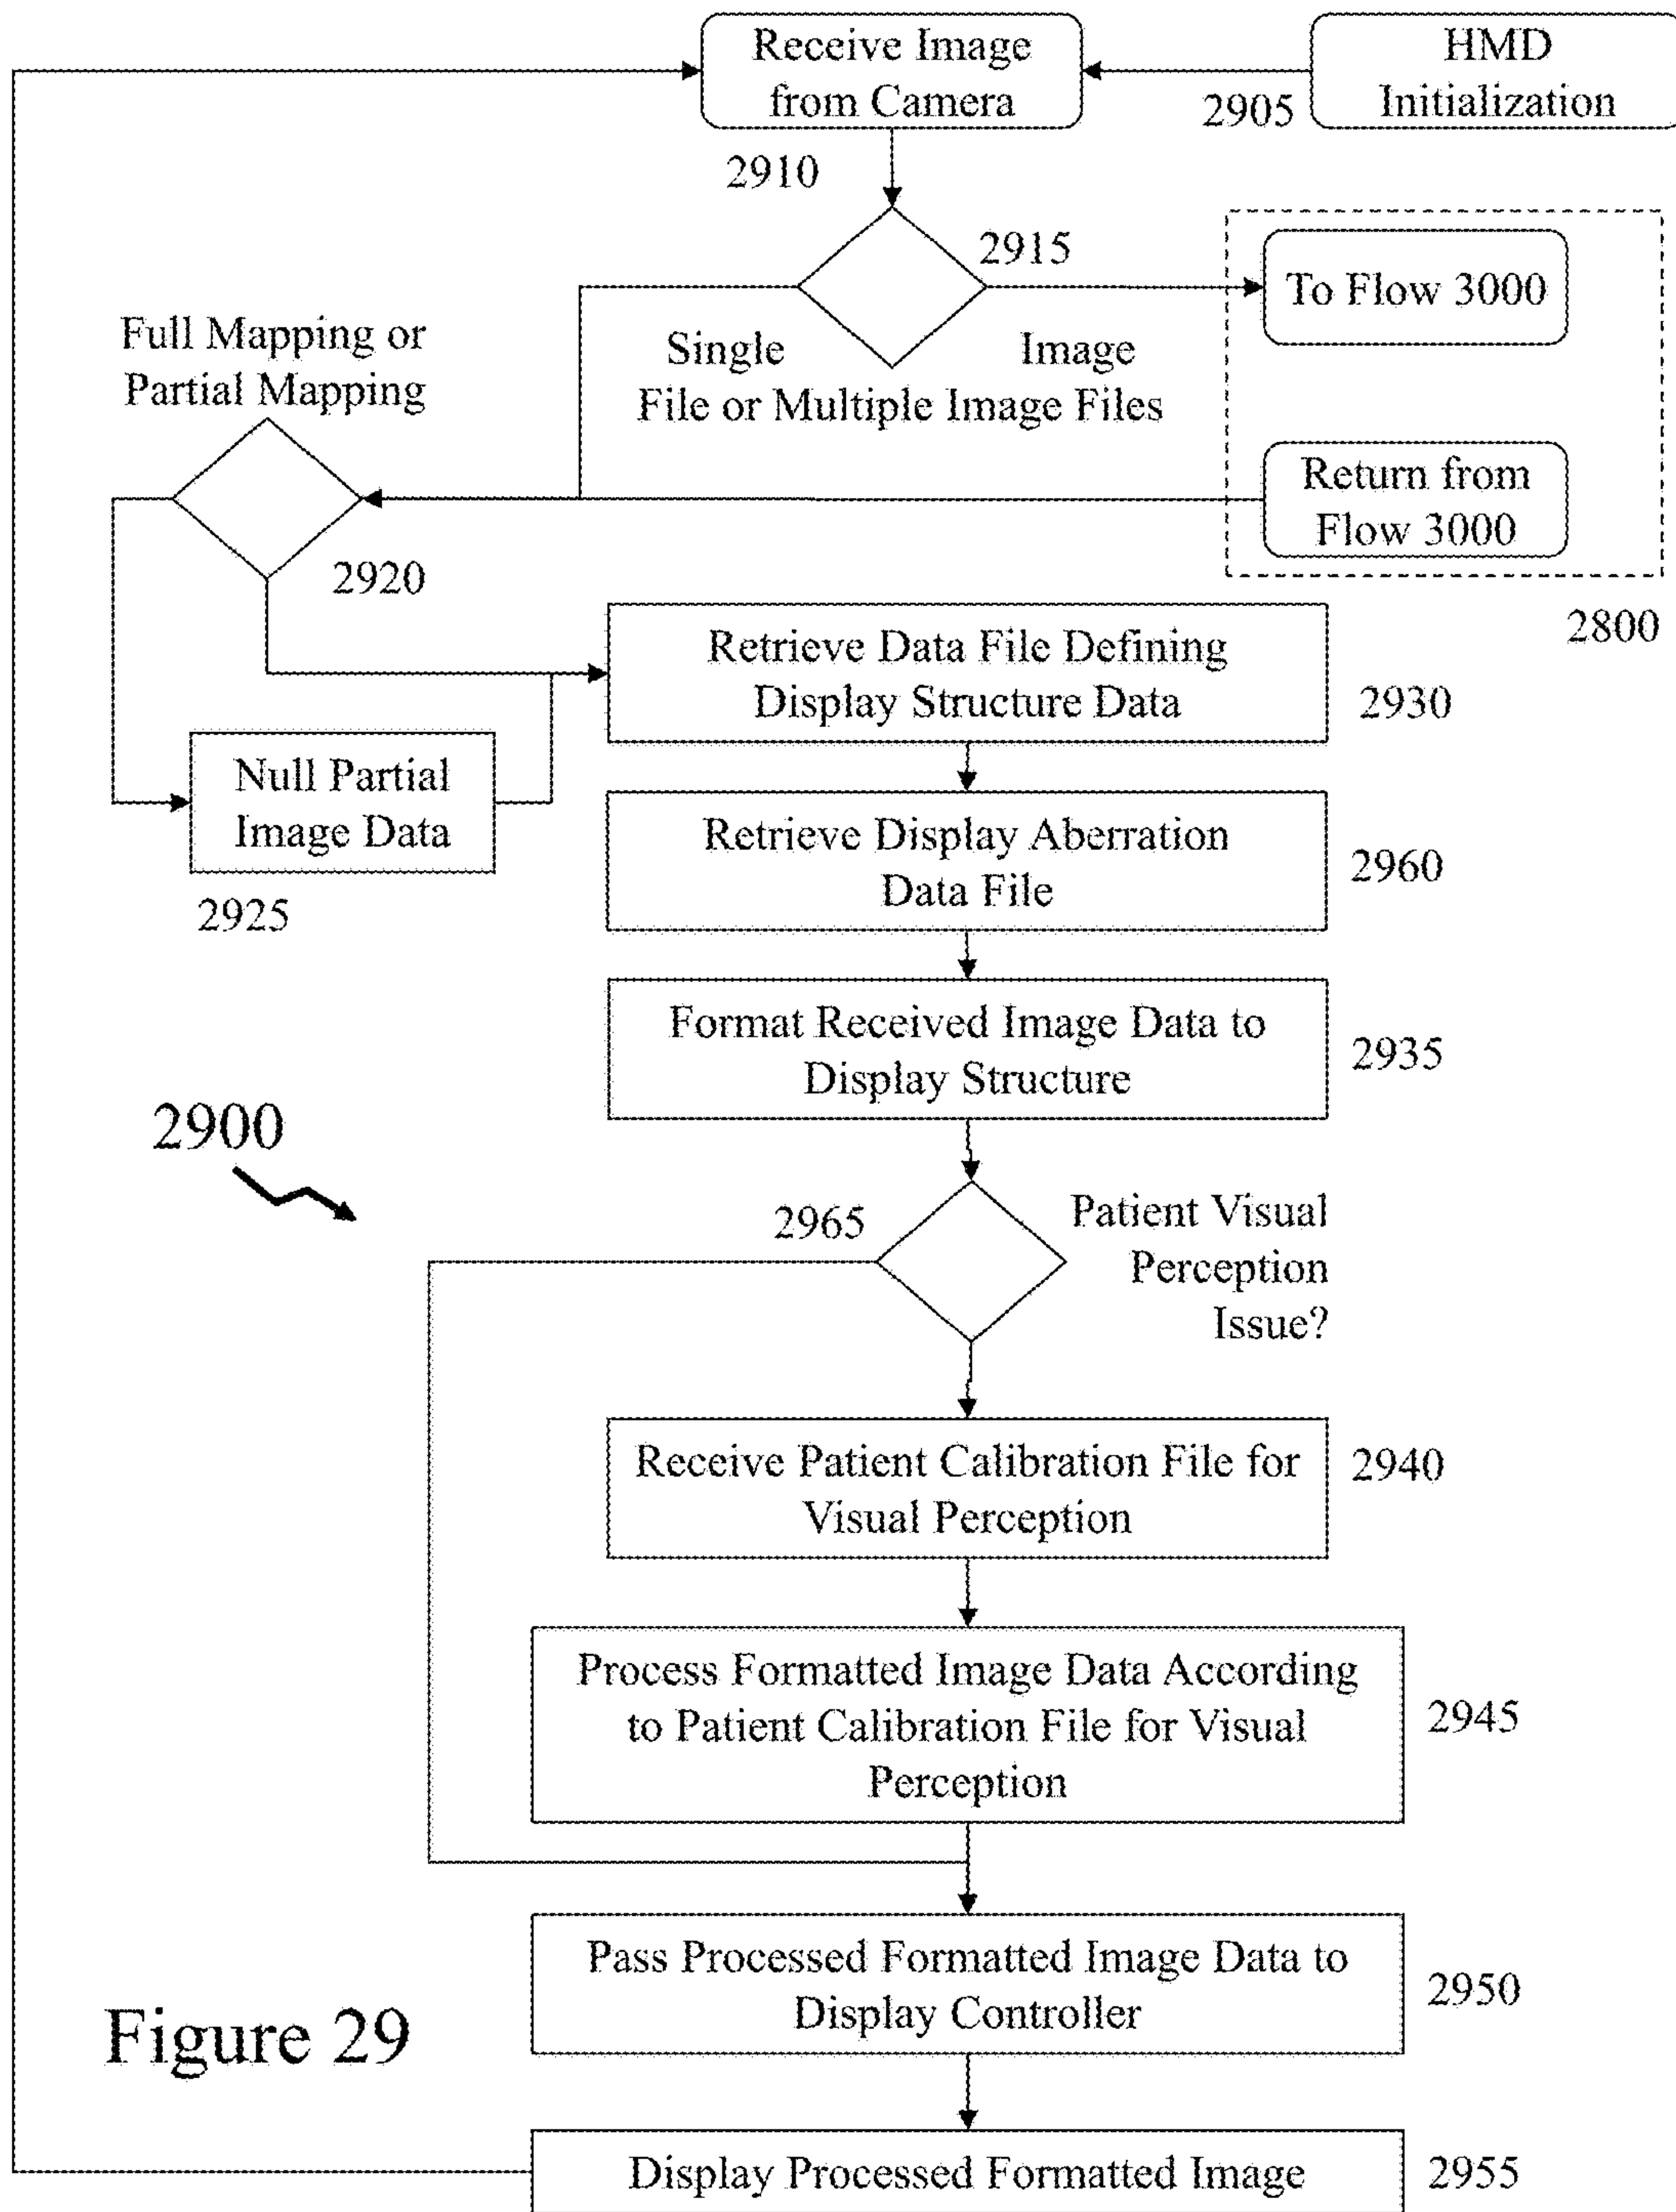 Receive Image
from Camera
HMD
Initialization
2905
2910
2915
To Flow 3000
Full Mapping or
Partial Mapping
Single Image
File or Multiple Image Files
Return from
Flow 3000
2920
2800
Retrieve Data File Defining
Display Structure Data
2930
Null Partial
Image Data
2925
Retrieve Display Aberration
Data File
2960
Format Received Image Data to
Display Structure
2935
2900
2965
Patient Visual
Perception
Issue?
Receive Patient Calibration File for
Visual Perception
2940
Process Formatted Image Data According
to Patient Calibration File for Visual
Perception
2945
Pass Processed Formatted Image Data to
Display Controller
2950
Figure 29
Display Processed Formatted Image
2955